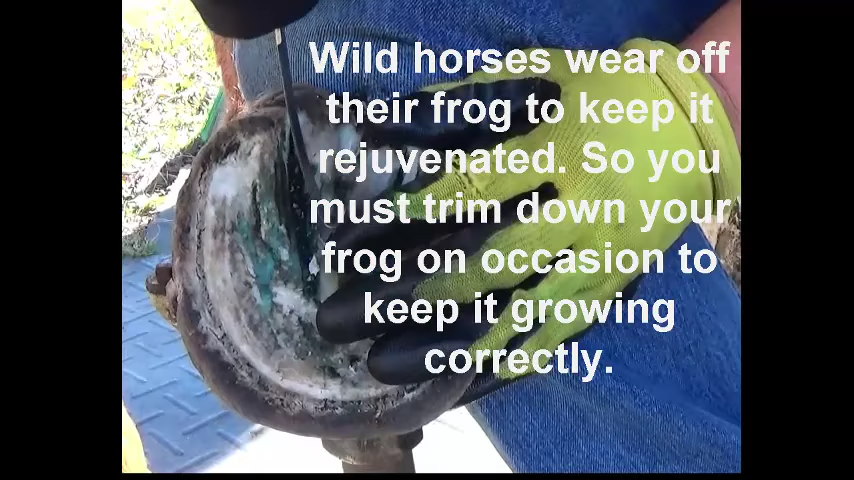 Wild horses wear off
their frog to keep it
rejuvenated. So you
must trim down your
frog on occasion to
keep it growing
correctly.